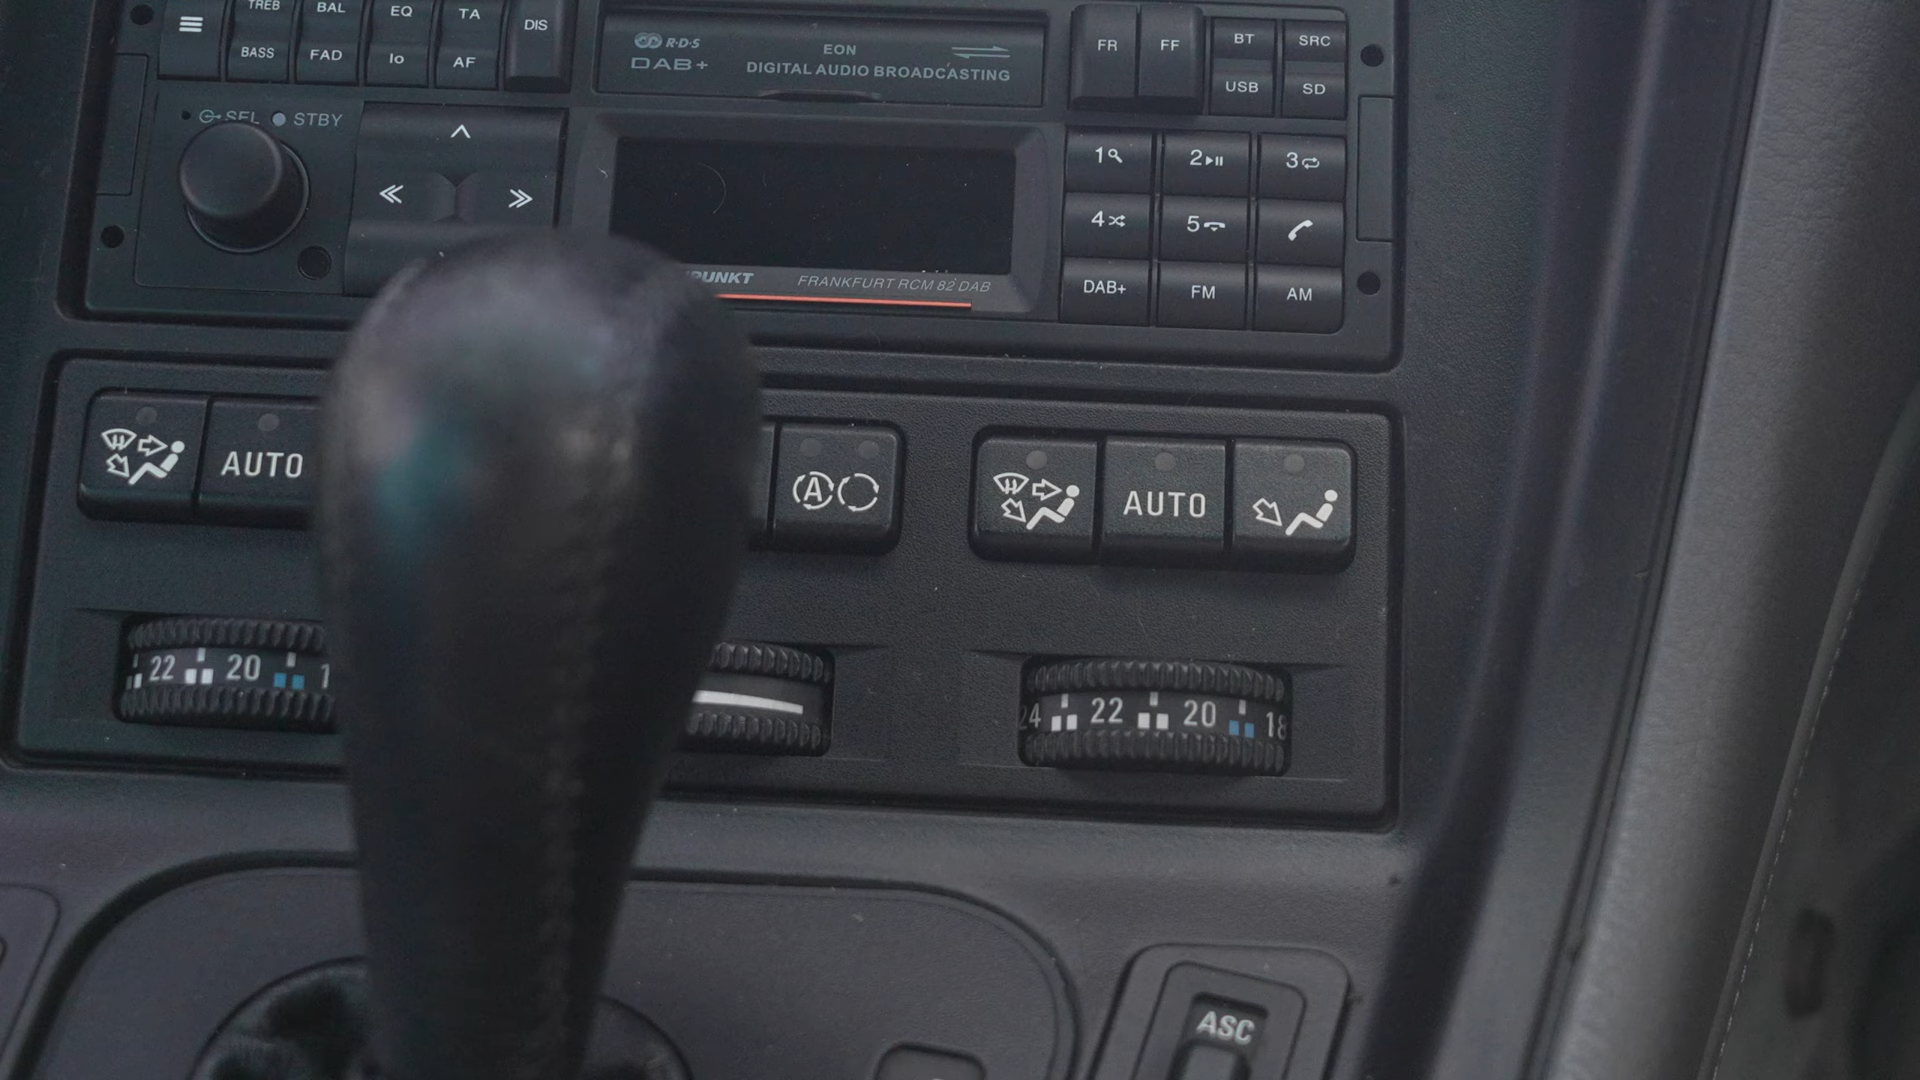 TREB BAL EQ TA DIS
BASS FAD lo AF
R·D·S EON
DAB+ DIGITAL AUDIO BROADCASTING
FR FF BT SRC
USB SD
SEL STBY
1 2 3
4 5
DAB+ FM AM
PUNKT FRANKFURT RCM 82 DAB
AUTO A AUTO
22 20 1
24 22 20 18
ASC